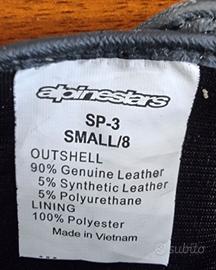 alpinestars
SP-3
SMALL/8
OUTSHELL
90% Genuine Leather
5% Synthetic Leather
5% Polyurethane
LINING
100% Polyester
Made in Vietnam
subito